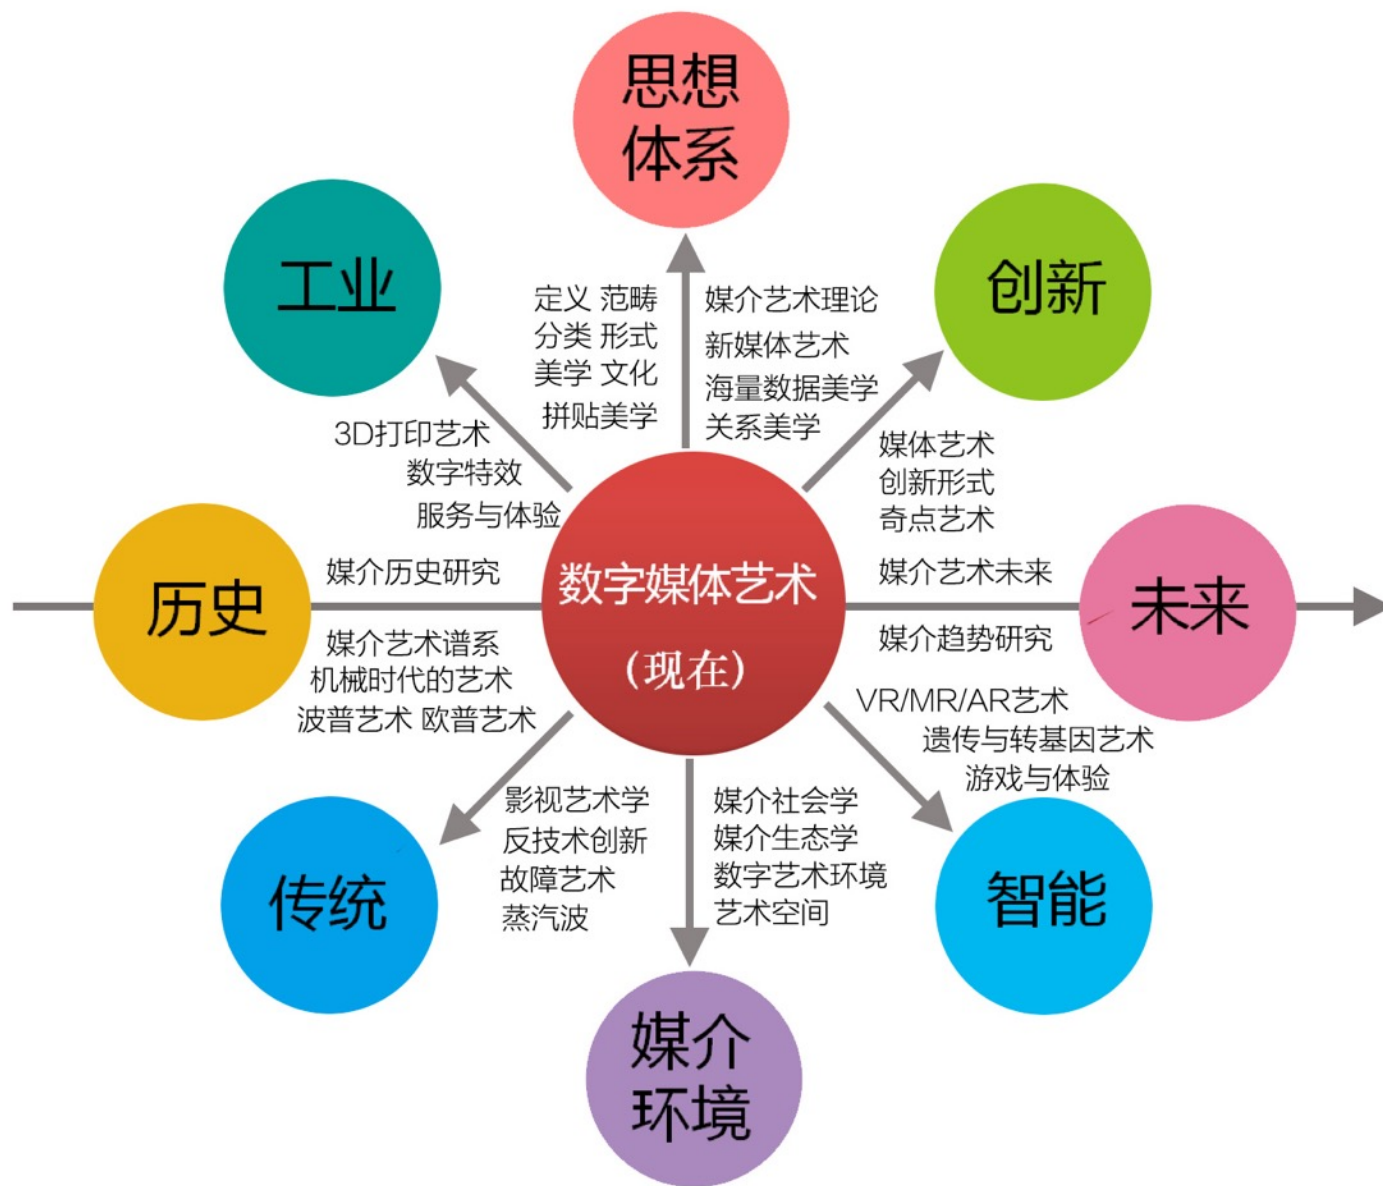 思想
体系
工业
创新
定义 范畴
分类 形式
美学 文化
拼贴美学
媒介艺术理论
新媒体艺术
海量数据美学
关系美学
3D打印艺术
数字特效
服务与体验
媒体艺术
创新形式
奇点艺术
历史
媒介历史研究
媒介艺术谱系
机械时代的艺术
波普艺术 欧普艺术
数字媒体艺术
(现在)
媒介艺术未来
媒介趋势研究
未来
VR/MR/AR艺术
遗传与转基因艺术
游戏与体验
影视艺术学
反技术创新
故障艺术
蒸汽波
媒介社会学
媒介生态学
数字艺术环境
艺术空间
传统
智能
媒介
环境